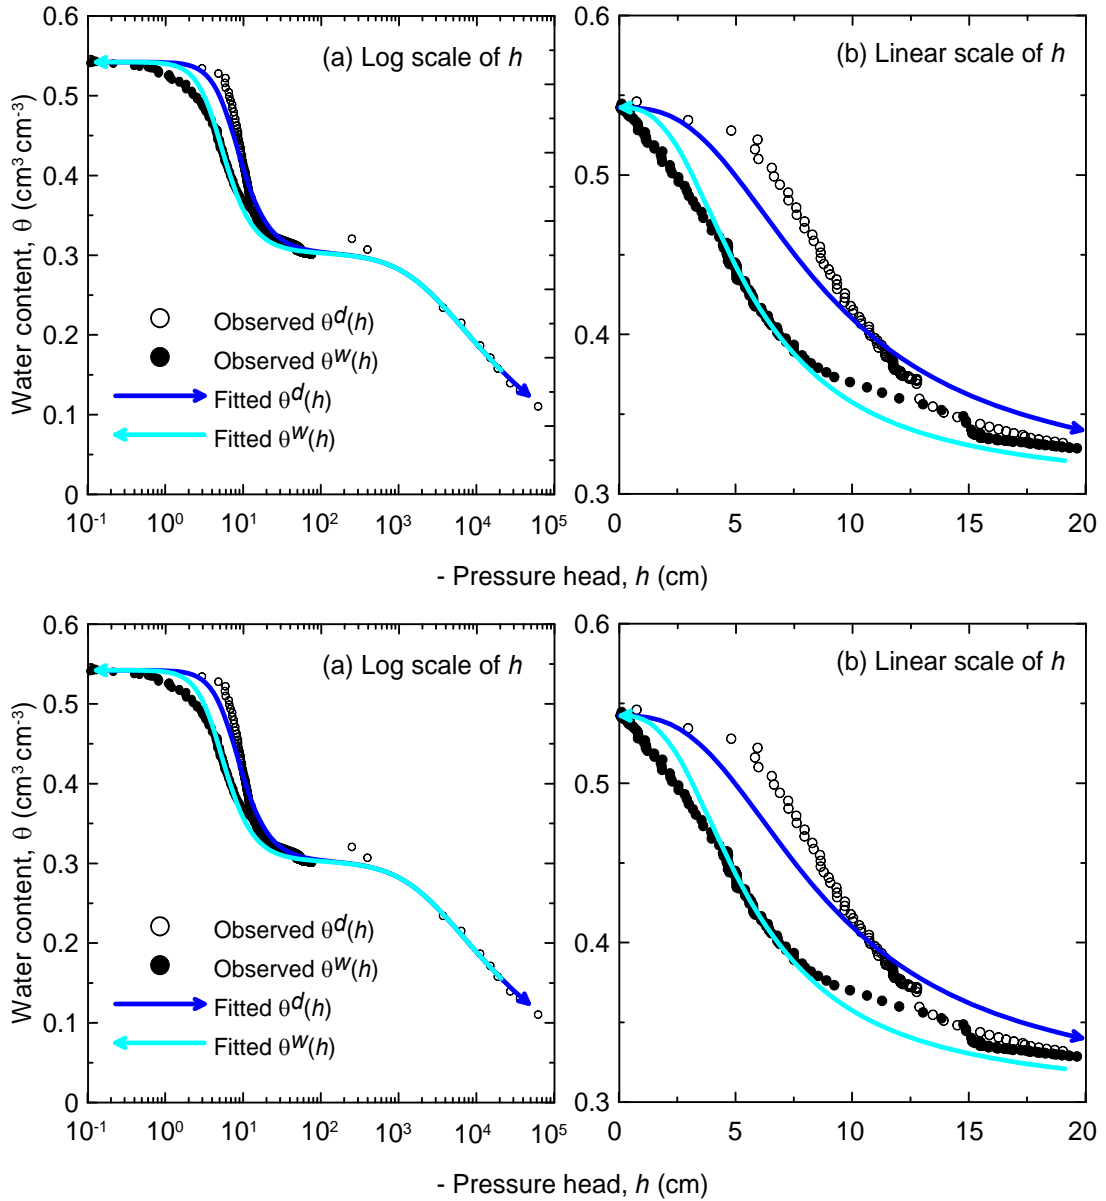 0.6
0.5
0.4
0.3
0.2
0.1
0
Water content, θ (cm³ cm⁻³)
(a) Log scale of h
Observed θᵈ(h)
Observed θʷ(h)
Fitted θᵈ(h)
Fitted θʷ(h)
10⁻¹ 10⁰ 10¹ 10² 10³ 10⁴ 10⁵
0.6
0.5
0.4
0.3
(b) Linear scale of h
0 5 10 15 20
- Pressure head, h (cm)
0.6
0.5
0.4
0.3
0.2
0.1
0
Water content, θ (cm³ cm⁻³)
(a) Log scale of h
Observed θᵈ(h)
Observed θʷ(h)
Fitted θᵈ(h)
Fitted θʷ(h)
10⁻¹ 10⁰ 10¹ 10² 10³ 10⁴ 10⁵
0.6
0.5
0.4
0.3
(b) Linear scale of h
0 5 10 15 20
- Pressure head, h (cm)